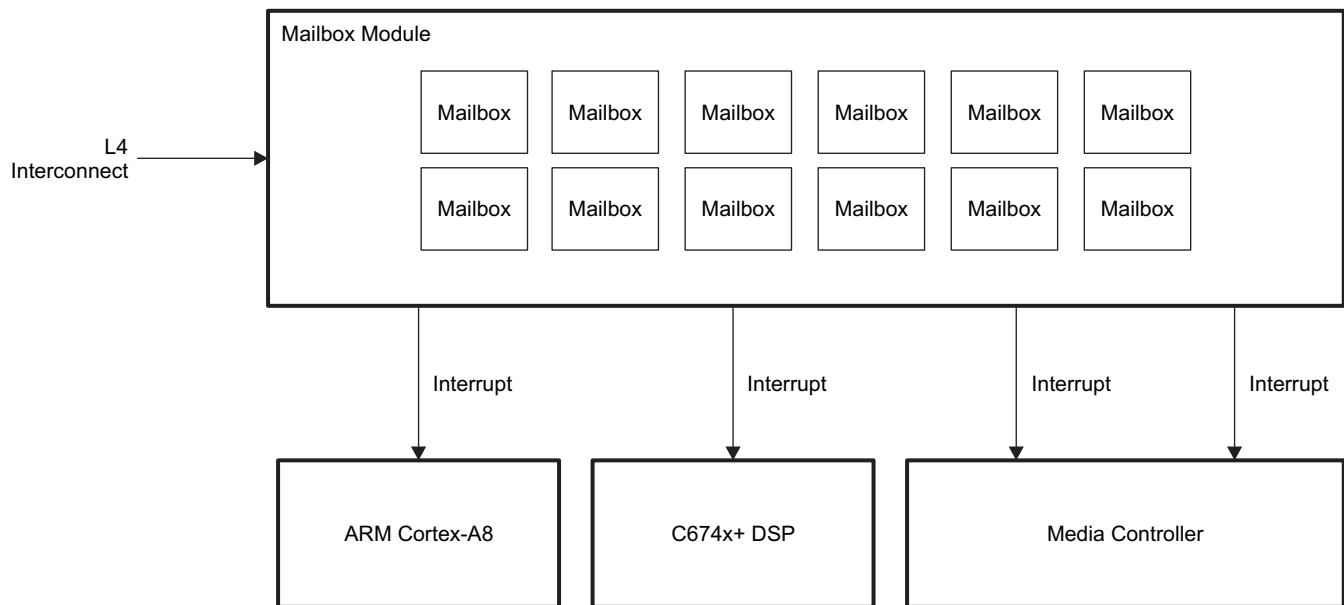 Mailbox Module
Mailbox Mailbox Mailbox Mailbox Mailbox Mailbox
L4
Interconnect
Mailbox Mailbox Mailbox Mailbox Mailbox Mailbox
Interrupt Interrupt Interrupt Interrupt
ARM Cortex-A8 C674x+ DSP Media Controller